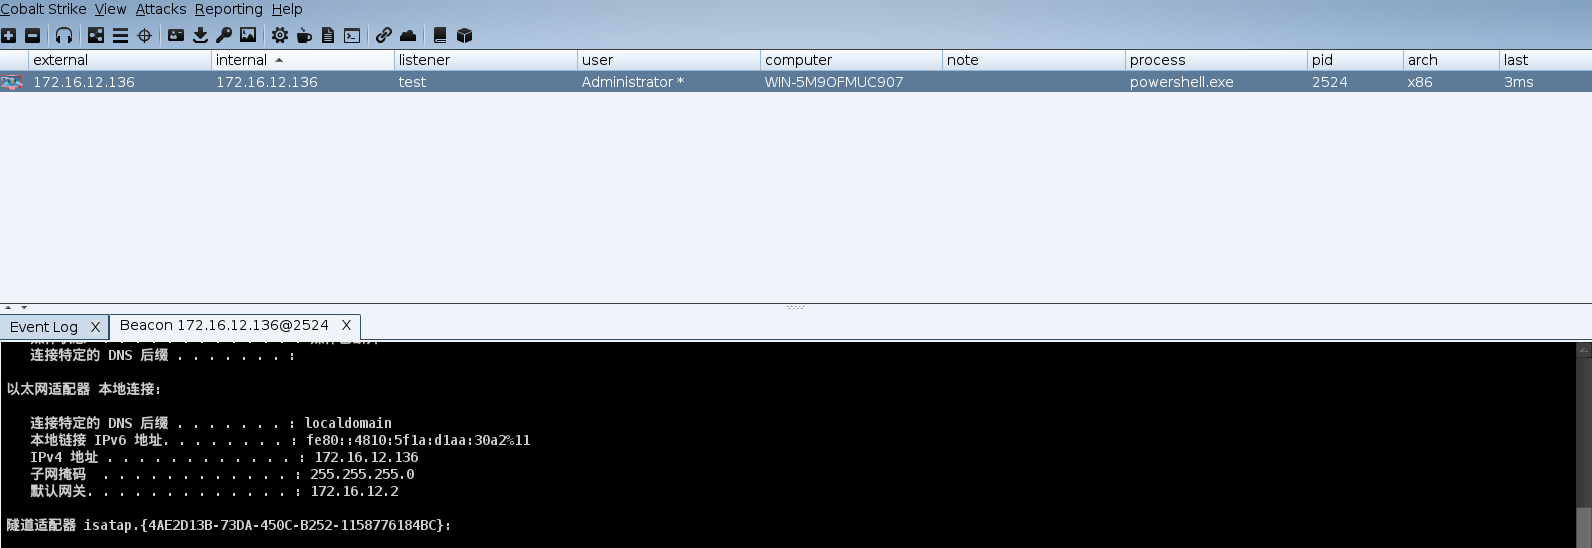 Cobalt Strike View Attacks Reporting Help
external internal listener user computer note process pid arch last
172.16.12.136 172.16.12.136 test Administrator * WIN-5M9OFMUC907 powershell.exe 2524 x86 3ms
Event Log X Beacon 172.16.12.136@2524 X
连接特定的 DNS 后缀 . . . . . . . :
以太网适配器 本地连接:
连接特定的 DNS 后缀 . . . . . . . : localdomain
本地链接 IPv6 地址. . . . . . . . : fe80::4810:5f1a:d1aa:30a2%11
IPv4 地址 . . . . . . . . . . . . : 172.16.12.136
子网掩码  . . . . . . . . . . . . : 255.255.255.0
默认网关. . . . . . . . . . . . . : 172.16.12.2
隧道适配器 isatap.{4AE2D13B-73DA-450C-B252-1158776184BC}: